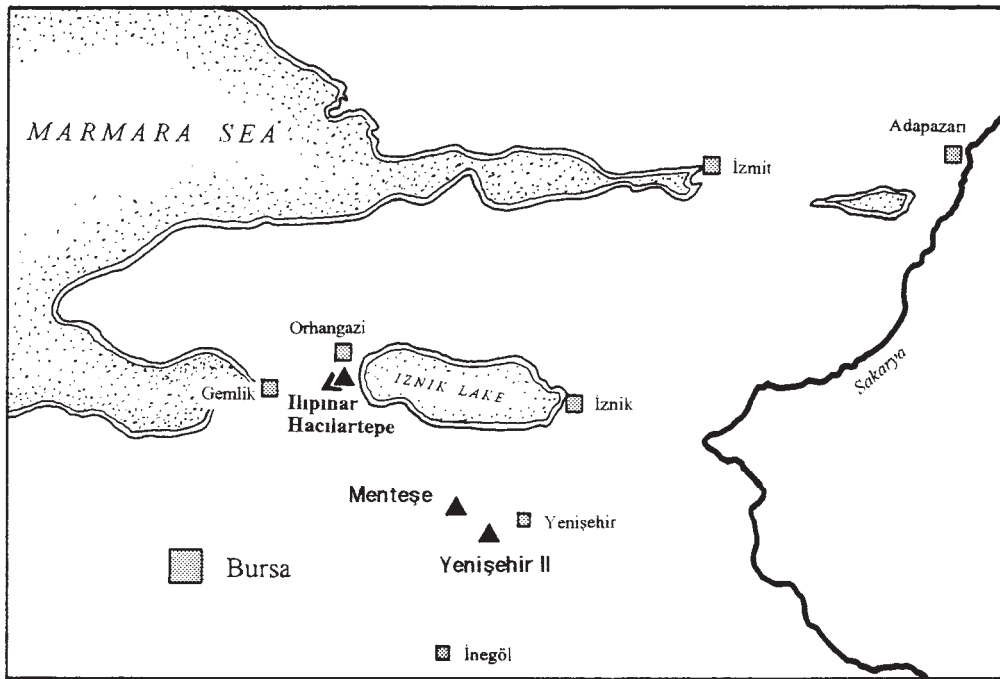 MARMARA SEA
Adapazarı
İzmit
Orhangazi
Sakarya
IZNIK LAKE
Gemlik
İznik
Ilıpınar
Hacılartepe
Menteşe
Yenişehir
Yenişehir II
Bursa
İnegöl